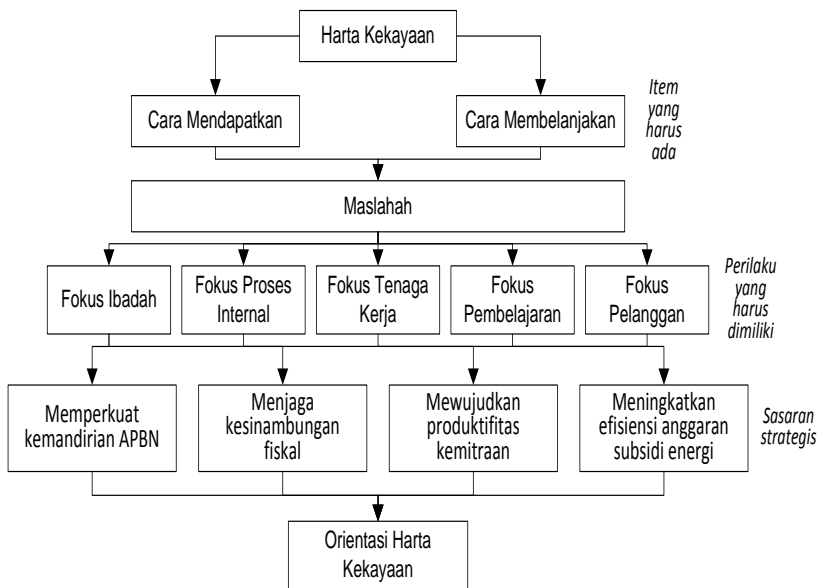 Harta Kekayaan
Cara Mendapatkan
Cara Membelanjakan
Item
yang
harus
ada
Maslahah
Fokus Ibadah
Fokus Proses
Internal
Fokus Tenaga
Kerja
Fokus
Pembelajaran
Fokus
Pelanggan
Perilaku
yang
harus
dimiliki
Memperkuat
kemandirian APBN
Menjaga
kesinambungan
fiskal
Mewujudkan
produktifitas
kemitraan
Meningkatkan
efisiensi anggaran
subsidi energi
Sasaran
strategis
Orientasi Harta
Kekayaan